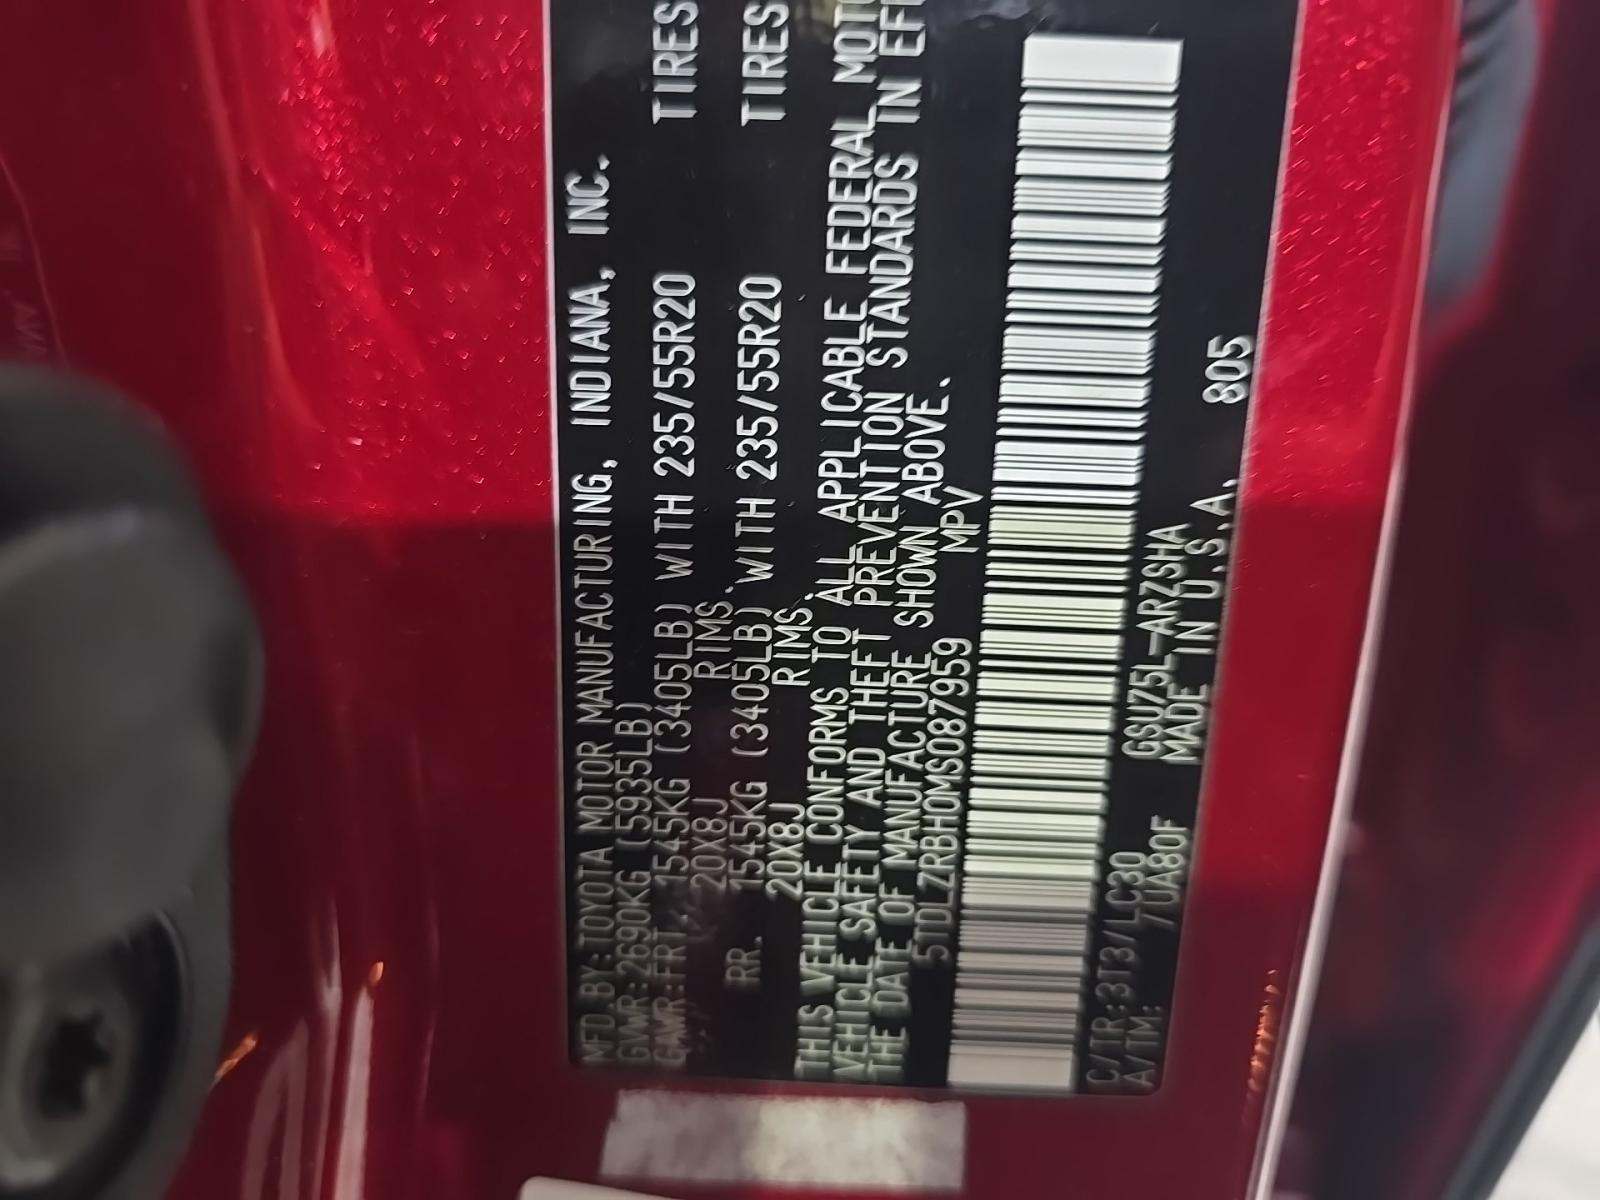 MFD. BY: TOYOTA MOTOR MANUFACTURING, INDIANA, INC.
GVWR: 2690KG (5935LB)
GAWR: FRT. 1545KG (3405LB) WITH 235/55R20 TIRES
20X8J RIMS.
RR. 1545KG (3405LB) WITH 235/55R20 TIRES
20X8J RIMS.
THIS VEHICLE CONFORMS TO ALL APPLICABLE FEDERAL
VEHICLE SAFETY AND THEFT PREVENTION STANDARDS IN
THE DATE OF MANUFACTURE SHOWN ABOVE.
5TDLZRBH0MS087959 MPV
C/TR: 3T3/LC30 GSU75L-ARZSHA
A/TM: /UA80F MADE IN U.S.A. 805